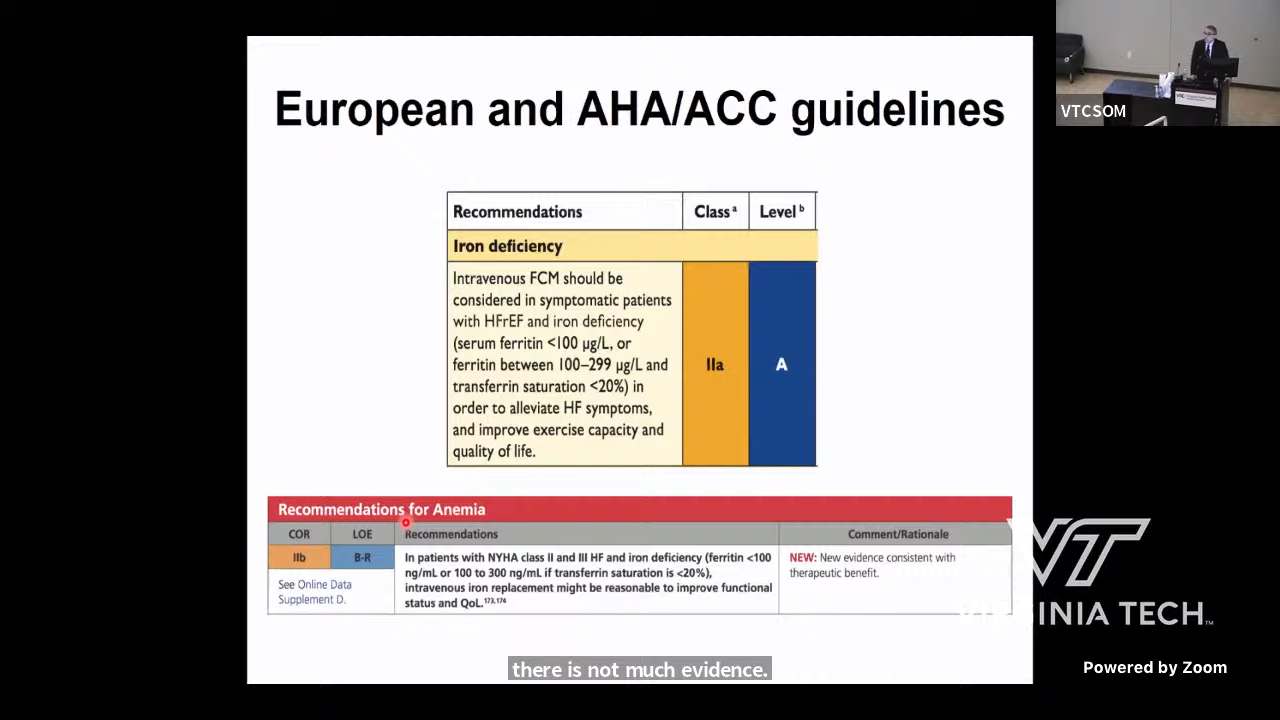 European and AHA/ACC guidelines
VTCSOM
Recommendations Class a Level b
Iron deficiency
Intravenous FCM should be
considered in symptomatic patients
with HFrEF and iron deficiency
(serum ferritin <100 µg/L, or
ferritin between 100–299 µg/L and
transferrin saturation <20%) in
order to alleviate HF symptoms,
and improve exercise capacity and
quality of life.
IIa A
Recommendations for Anemia
COR LOE Recommendations Comment/Rationale
IIb B-R
See Online Data
Supplement D.
In patients with NYHA class II and III HF and iron deficiency (ferritin <100
ng/mL or 100 to 300 ng/mL if transferrin saturation is <20%),
intravenous iron replacement might be reasonable to improve functional
status and QoL.173,174
NEW: New evidence consistent with
therapeutic benefit.
VT
VIRGINIA TECH™
there is not much evidence.
Powered by Zoom